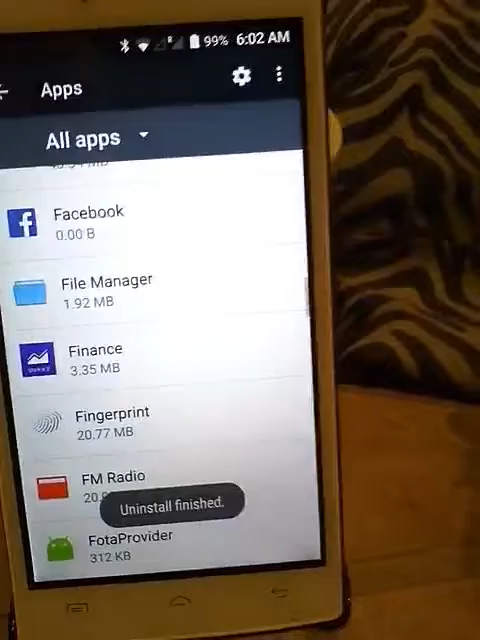 99% 6:02 AM
Apps
All apps
Facebook
0.00 B
File Manager
1.92 MB
Finance
3.35 MB
Fingerprint
20.77 MB
FM Radio
20.
Uninstall finished.
FotaProvider
312 KB